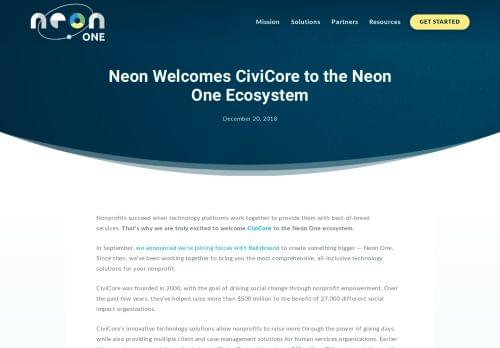 neon
ONE
Mission Solutions Partners Resources GET STARTED
Neon Welcomes CiviCore to the Neon
One Ecosystem
December 20, 2018
Nonprofits succeed when technology platforms work together to provide them with best-of-breed
services. That's why we are truly excited to welcome CiviCore to the Neon One ecosystem.
In September, we announced we're joining forces with Rallybound to create something bigger — Neon One.
Since then, we've been working together to bring you the most comprehensive, all-inclusive technology
solutions for your nonprofit.
CiviCore was founded in 2000, with the goal of driving social change through nonprofit empowerment. Over
the past few years, they've helped raise more than $500 million to the benefit of 27,000 different social
impact organizations.
CiviCore's innovative technology solutions allow nonprofits to raise more through the power of giving days,
while also providing multiple client and case management solutions for human services organizations. Earlier